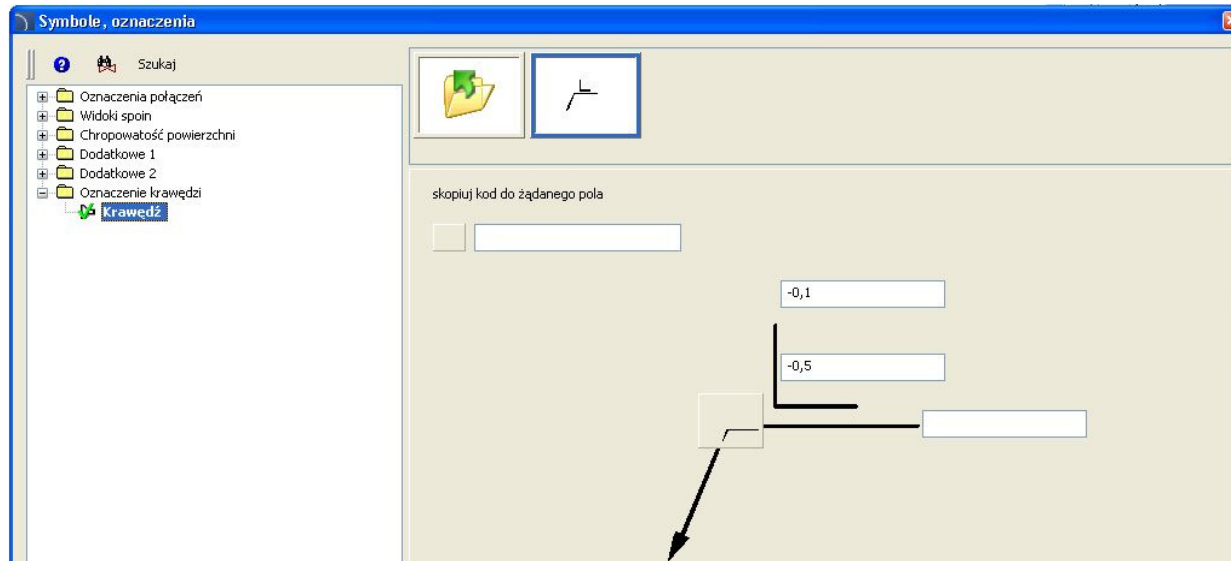 Symbole, oznaczenia
Szukaj
Oznaczenia połączeń
Widoki spoin
Chropowatość powierzchni
Dodatkowe 1
Dodatkowe 2
Oznaczenie krawędzi
Krawędź
skopiuj kod do żądanego pola
-0,1
-0,5